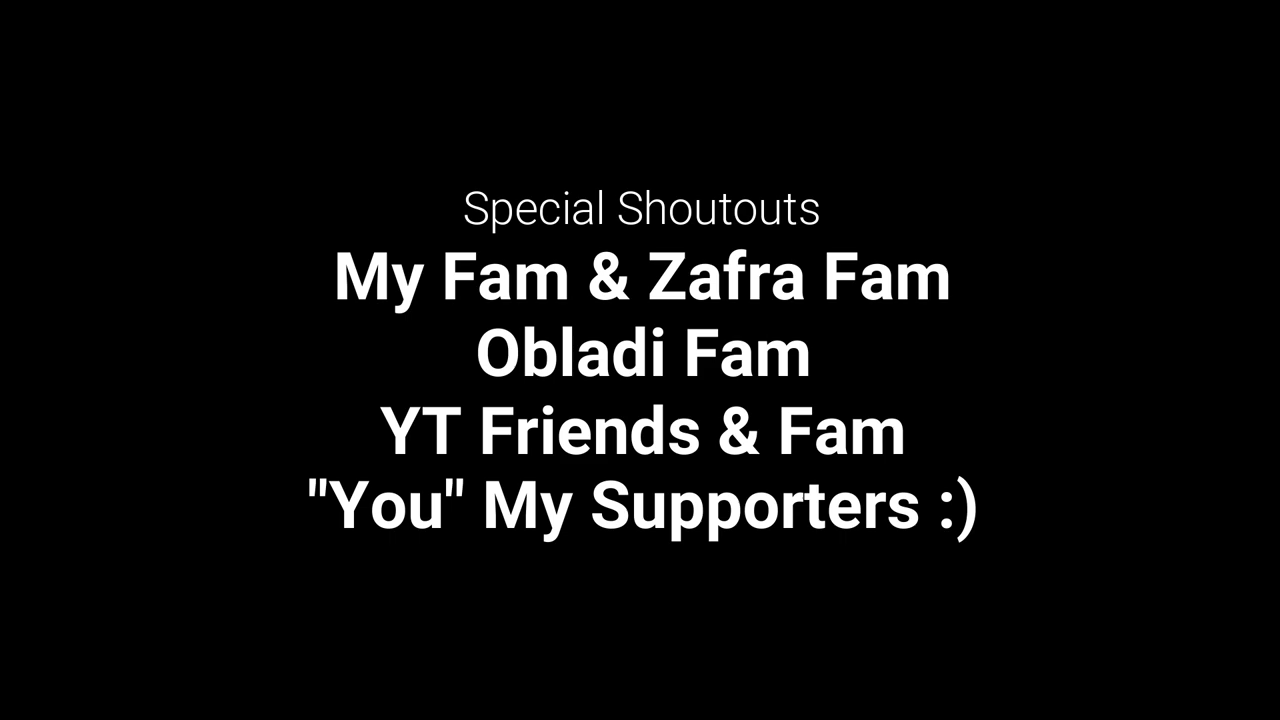 Special Shoutouts
My Fam & Zafra Fam
Obladi Fam
YT Friends & Fam
"You" My Supporters :)